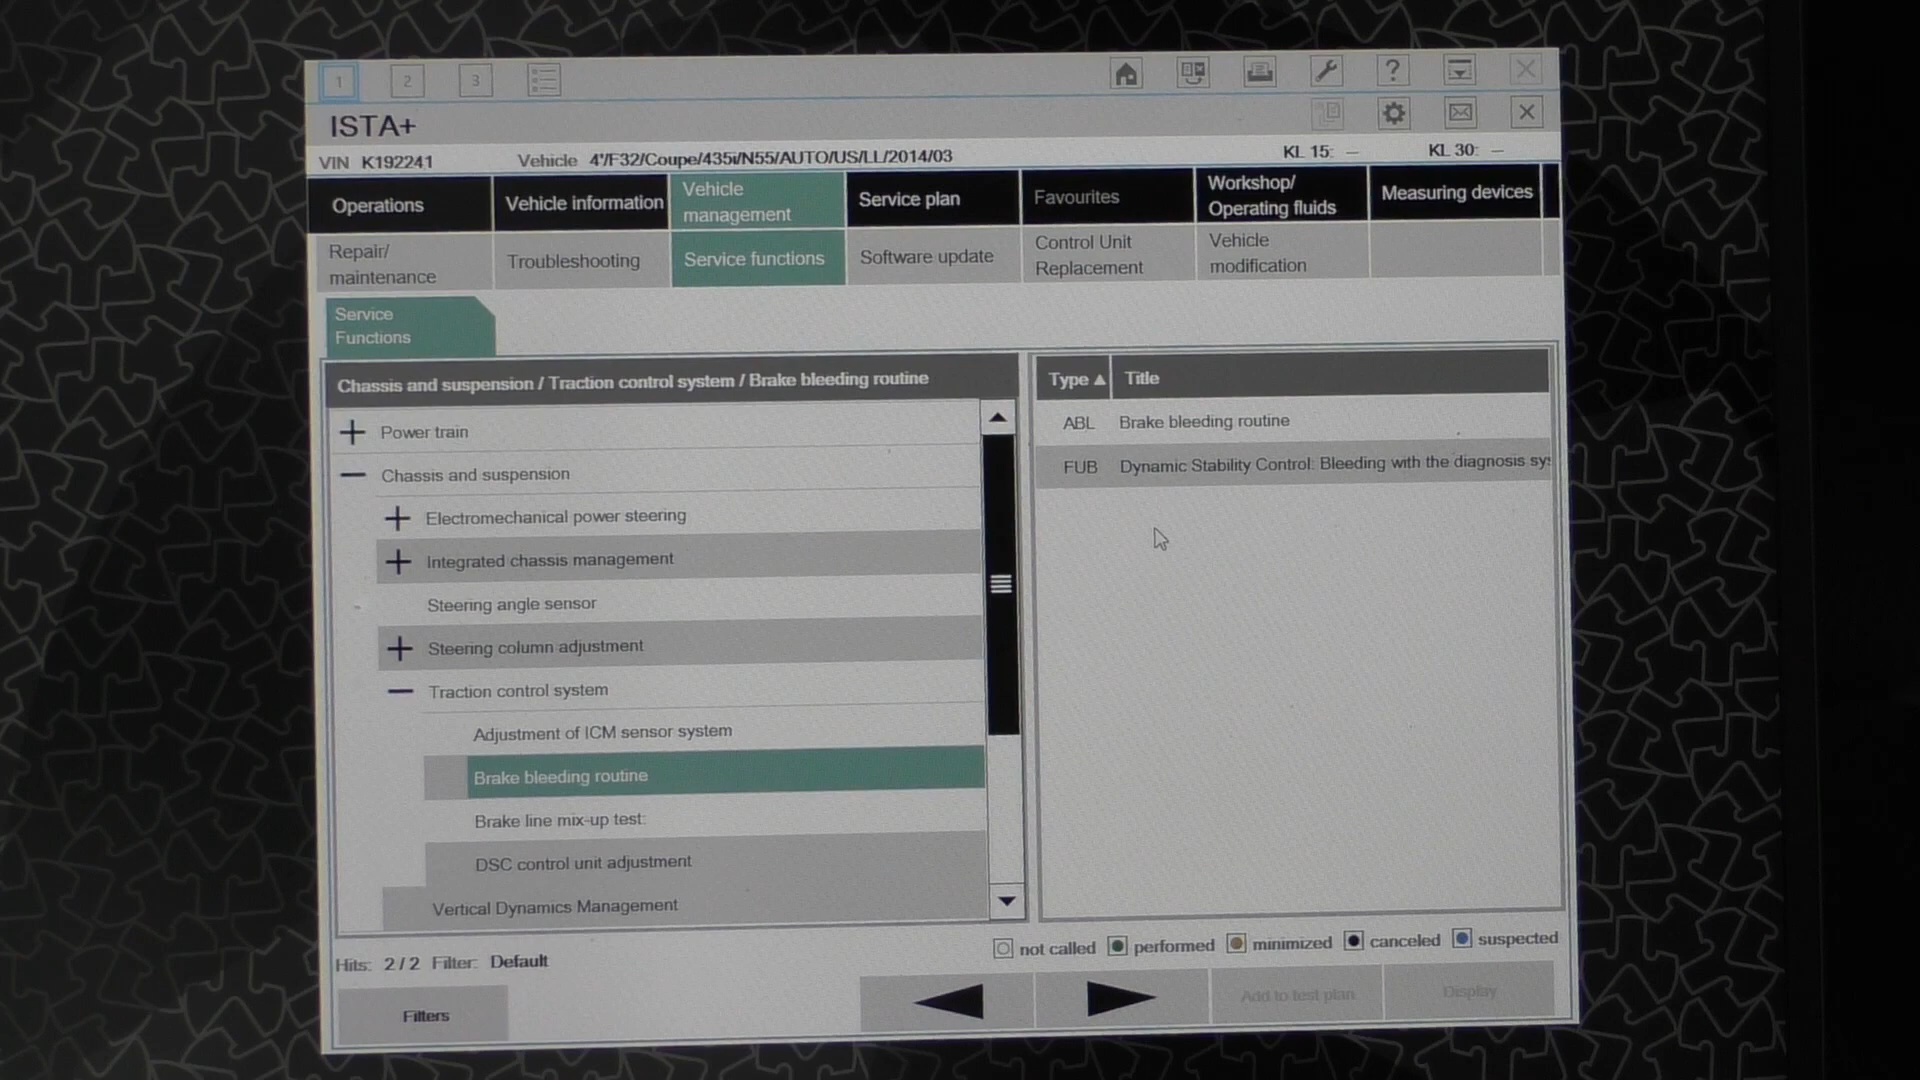 1 2 3
ISTA+
VIN K192241 Vehicle 4'/F32/Coupe/435i/N55/AUTO/US/LL/2014/03 KL 15: — KL 30: —
Operations
Vehicle information
Vehicle
management
Service plan
Favourites
Workshop/
Operating fluids
Measuring devices
Repair/
maintenance
Troubleshooting
Service functions
Software update
Control Unit
Replacement
Vehicle
modification
Service
Functions
Chassis and suspension / Traction control system / Brake bleeding routine
Power train
Chassis and suspension
Electromechanical power steering
Integrated chassis management
Steering angle sensor
Steering column adjustment
Traction control system
Adjustment of ICM sensor system
Brake bleeding routine
Brake line mix-up test:
DSC control unit adjustment
Vertical Dynamics Management
Type Title
ABL Brake bleeding routine
FUB Dynamic Stability Control: Bleeding with the diagnosis sy
not called performed minimized canceled suspected
Hits: 2 / 2 Filter: Default
Filters
Add to test plan
Display